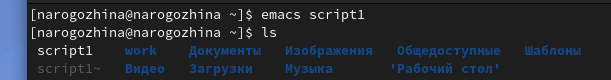 [narogozhina@narogozhina ~]$ emacs script1
[narogozhina@narogozhina ~]$ ls
script1 work Документы Изображения Общедоступные Шаблоны
script1~ Видео Загрузки Музыка 'Рабочий стол'